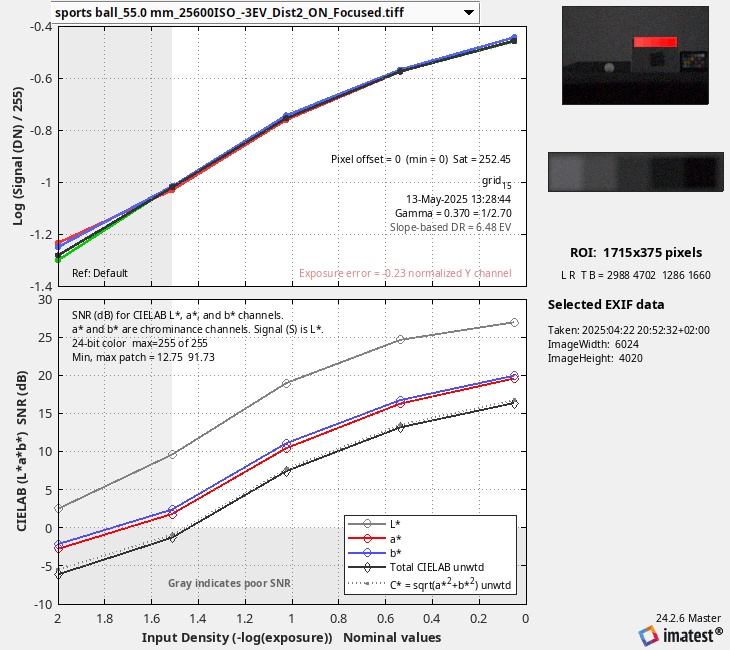 sports ball_55.0 mm_25600ISO_-3EV_Dist2_ON_Focused.tiff
-0.4
-0.6
-0.8
-1
-1.2
-1.4
Log (Signal (DN) / 255)
Pixel offset = 0 (min = 0) Sat = 252.45
grid15
13-May-2025 13:28:44
Gamma = 0.370 = 1/2.70
Slope-based DR = 6.48 EV
Ref: Default
Exposure error = -0.23 normalized Y channel
ROI: 1715x375 pixels
L R T B = 2988 4702 1286 1660
Selected EXIF data
Taken: 2025:04:22 20:52:32+02:00
ImageWidth: 6024
ImageHeight: 4020
30
25
20
15
10
5
0
-5
-10
CIELAB (L*a*b*) SNR (dB)
SNR (dB) for CIELAB L*, a*, and b* channels.
a* and b* are chrominance channels. Signal (S) is L*.
24-bit color max=255 of 255
Min, max patch = 12.75 91.73
L*
a*
b*
Total CIELAB unwtd
C* = sqrt(a*2+b*2) unwtd
Gray indicates poor SNR
2 1.8 1.6 1.4 1.2 1 0.8 0.6 0.4 0.2 0
Input Density (-log(exposure)) Nominal values
24.2.6 Master
imatest®